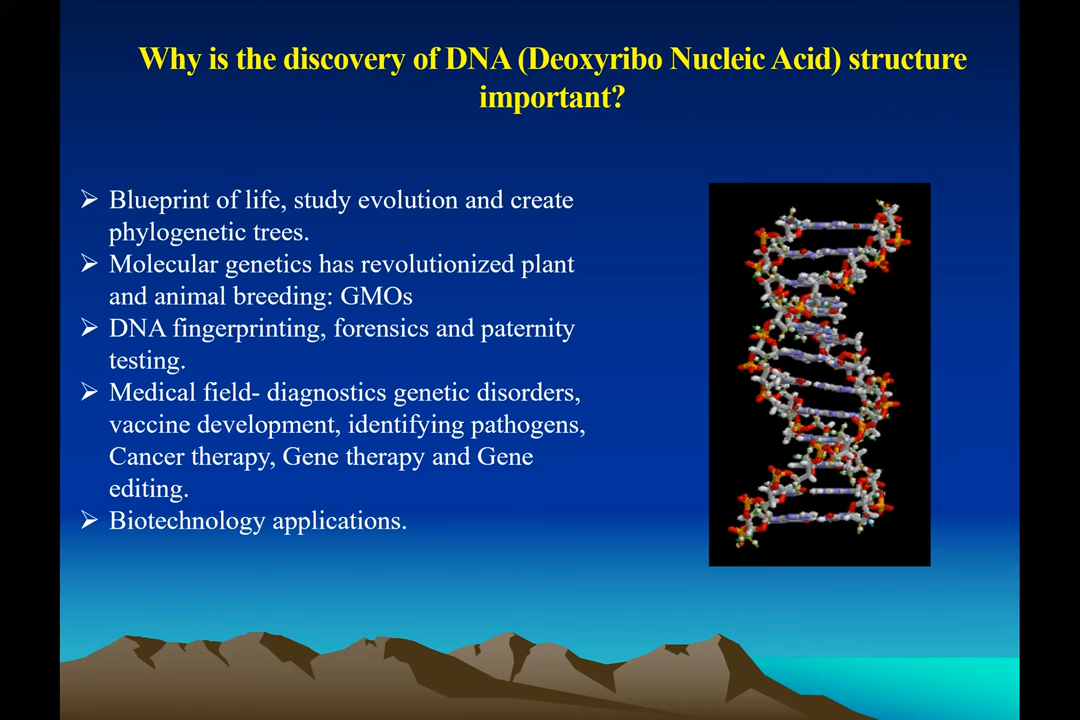 Why is the discovery of DNA (Deoxyribo Nucleic Acid) structure
important?
➢ Blueprint of life, study evolution and create
phylogenetic trees.
➢ Molecular genetics has revolutionized plant
and animal breeding: GMOs
➢ DNA fingerprinting, forensics and paternity
testing.
➢ Medical field- diagnostics genetic disorders,
vaccine development, identifying pathogens,
Cancer therapy, Gene therapy and Gene
editing.
➢ Biotechnology applications.